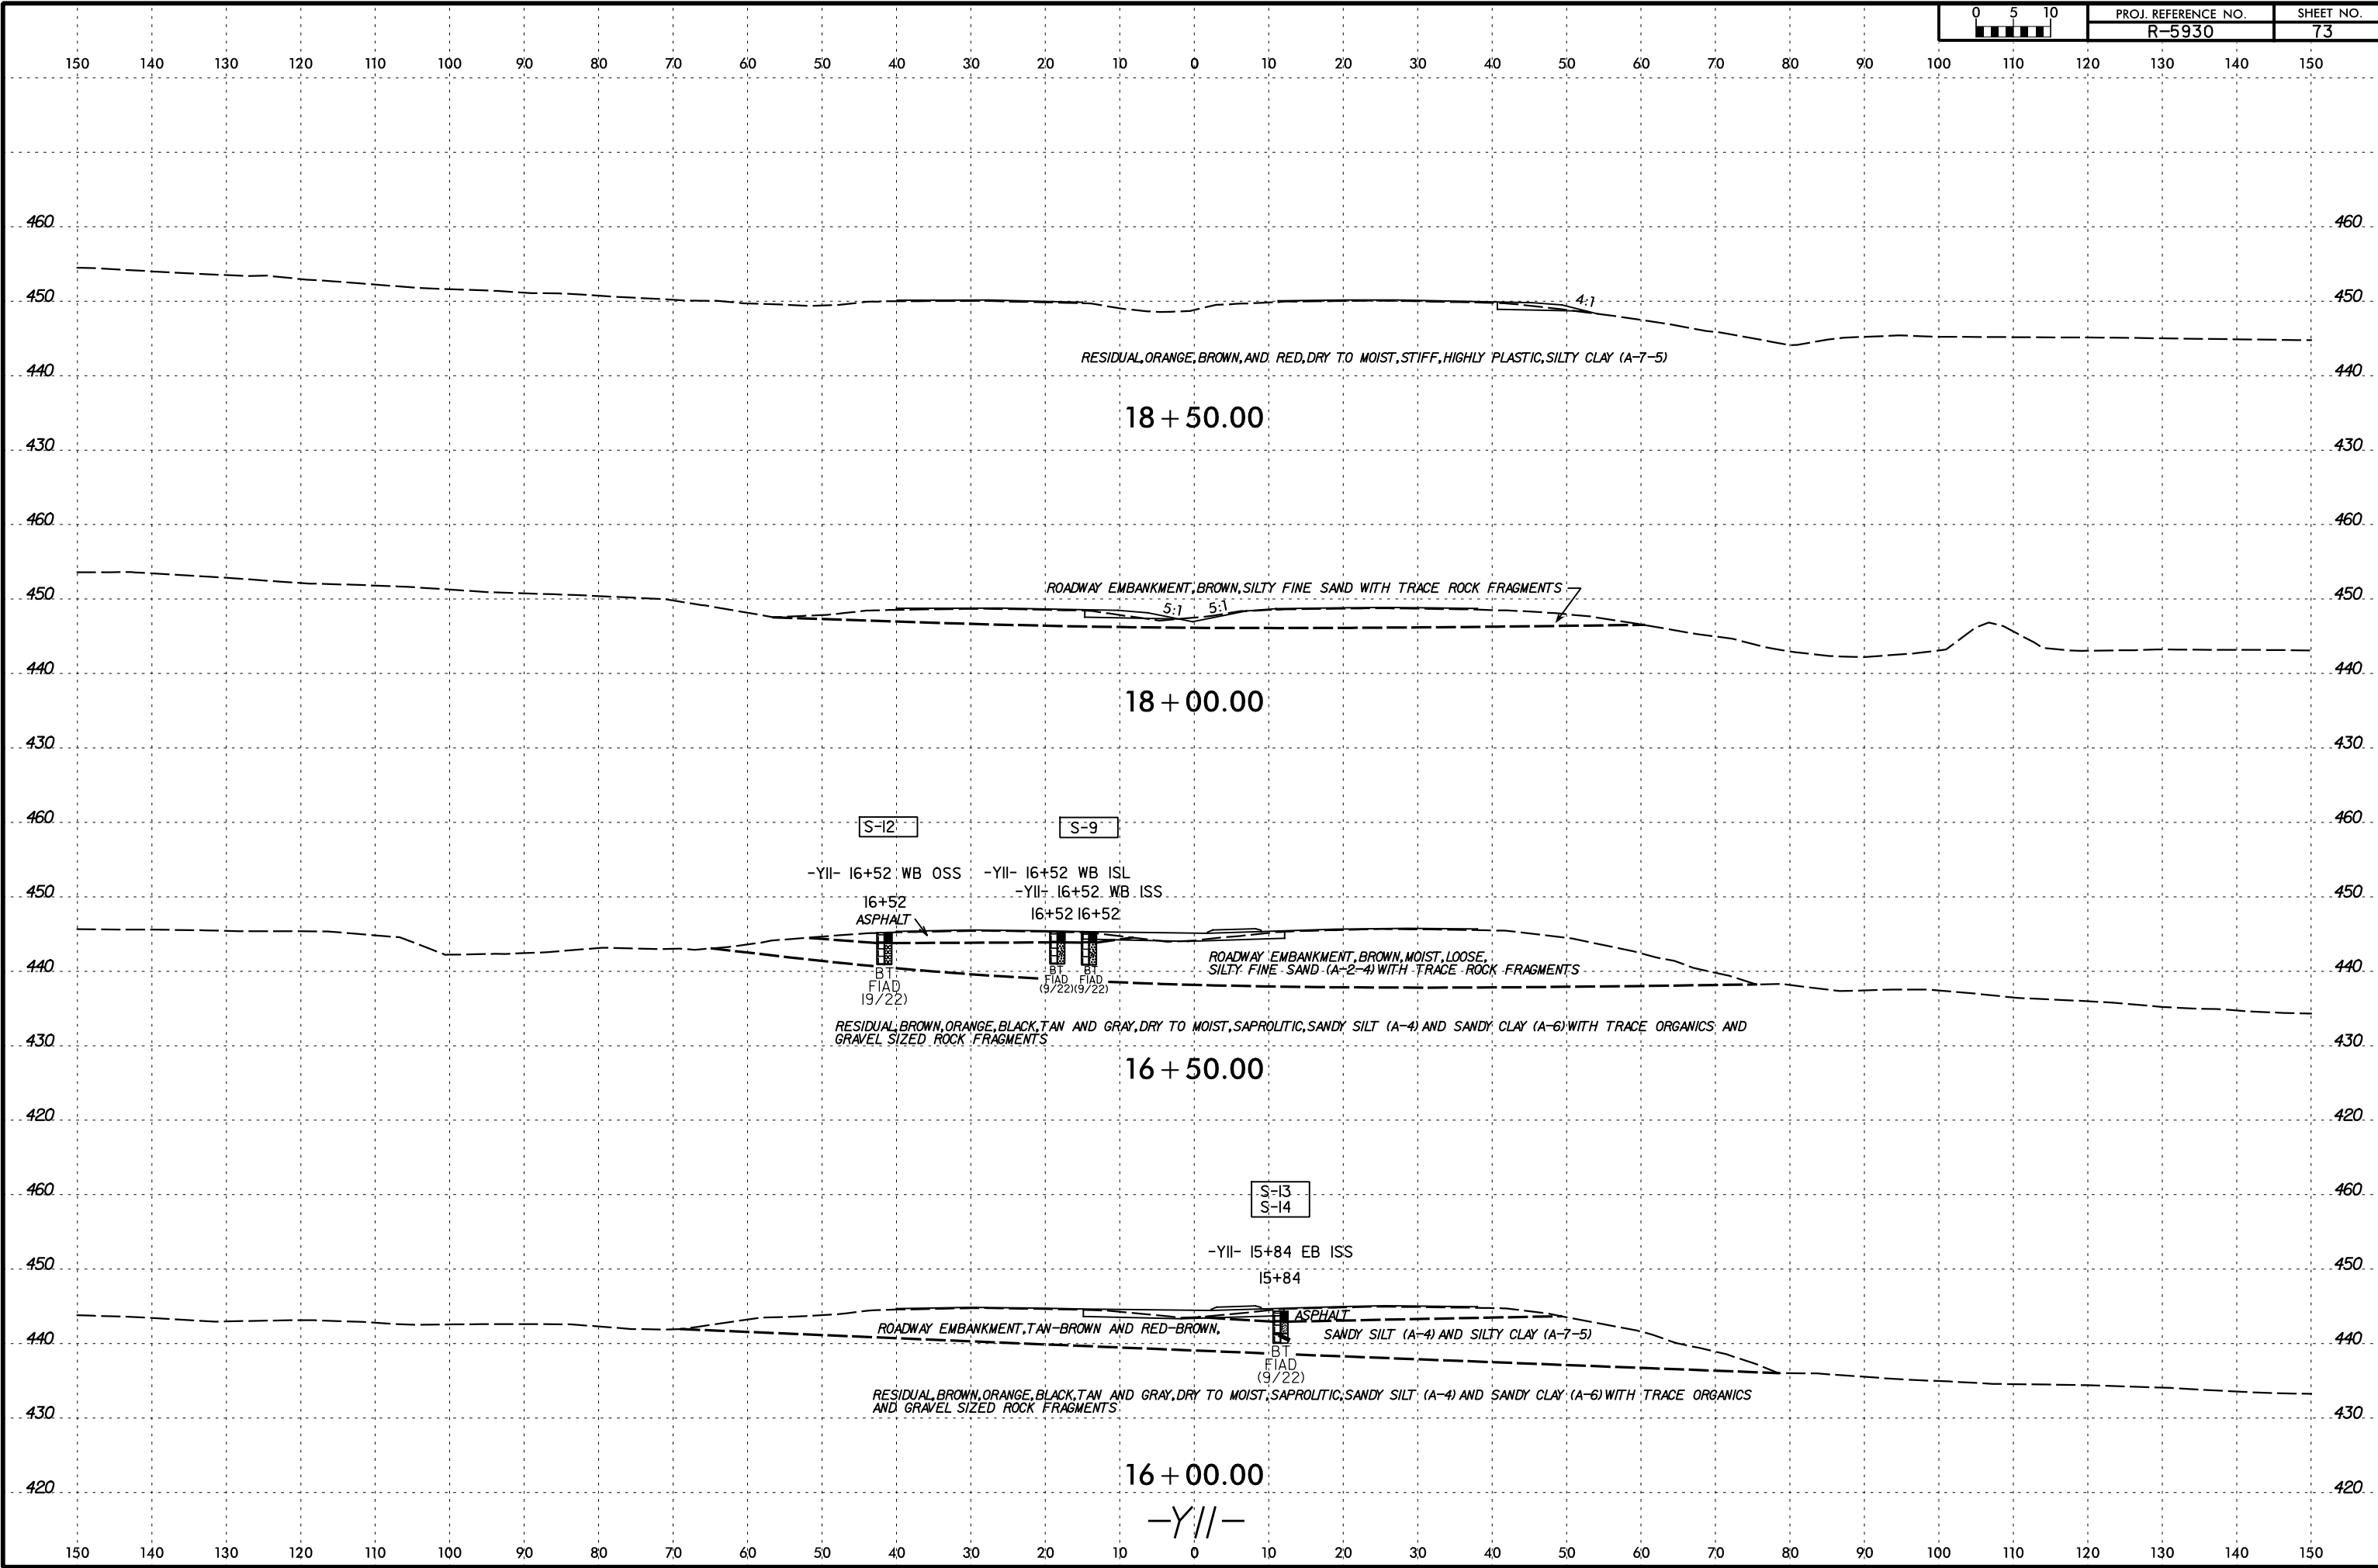 0 5 10
PROJ. REFERENCE NO. SHEET NO.
R-5930 73
150 140 130 120 110 100 90 80 70 60 50 40 30 20 10 0 10 20 30 40 50 60 70 80 90 100 110 120 130 140 150
460 460
450 450
4:1
RESIDUAL,ORANGE,BROWN,AND RED,DRY TO MOIST,STIFF,HIGHLY PLASTIC,SILTY CLAY (A-7-5)
440 440
18+50.00
430 430
460 460
ROADWAY EMBANKMENT,BROWN,SILTY FINE SAND WITH TRACE ROCK FRAGMENTS
450 450
5:1 5:1
440 440
18+00.00
430 430
460 460
S-12 S-9
-Y11- 16+52 WB OSS -Y11- 16+52 WB ISL
-Y11- 16+52 WB ISS
450 450
16+52
16+52 16+52
ASPHALT
ROADWAY EMBANKMENT,BROWN,MOIST,LOOSE,
SILTY FINE SAND (A-2-4) WITH TRACE ROCK FRAGMENTS
440 440
BT BT BT
FIAD FIAD FIAD
(9/22) (9/22) (9/22)
RESIDUAL,BROWN,ORANGE,BLACK,TAN AND GRAY,DRY TO MOIST,SAPROLITIC,SANDY SILT (A-4) AND SANDY CLAY (A-6) WITH TRACE ORGANICS AND
GRAVEL SIZED ROCK FRAGMENTS
430 430
16+50.00
420 420
460 460
S-13
S-14
-Y11- 15+84 EB ISS
450 450
15+84
ASPHALT
ROADWAY EMBANKMENT,TAN-BROWN AND RED-BROWN, SANDY SILT (A-4) AND SILTY CLAY (A-7-5)
440 440
BT
FIAD
(9/22)
RESIDUAL,BROWN,ORANGE,BLACK,TAN AND GRAY,DRY TO MOIST,SAPROLITIC,SANDY SILT (A-4) AND SANDY CLAY (A-6) WITH TRACE ORGANICS
AND GRAVEL SIZED ROCK FRAGMENTS
430 430
16+00.00
420 420
-Y11-
150 140 130 120 110 100 90 80 70 60 50 40 30 20 10 0 10 20 30 40 50 60 70 80 90 100 110 120 130 140 150